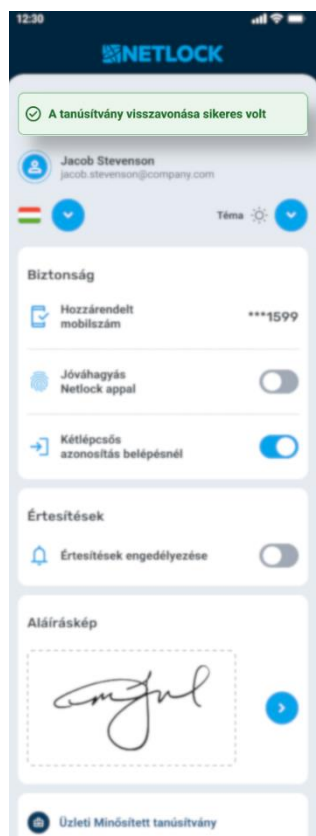 12:30
NETLOCK
A tanúsítvány visszavonása sikeres volt
Jacob Stevenson
jacob.stevenson@company.com
Téma
Biztonság
Hozzárendelt
mobilszám
***1599
Jóváhagyás
Netlock appal
Kétlépcsős
azonosítás belépésnél
Értesítések
Értesítések engedélyezése
Aláíráskép
Üzleti Minősített tanúsítvány